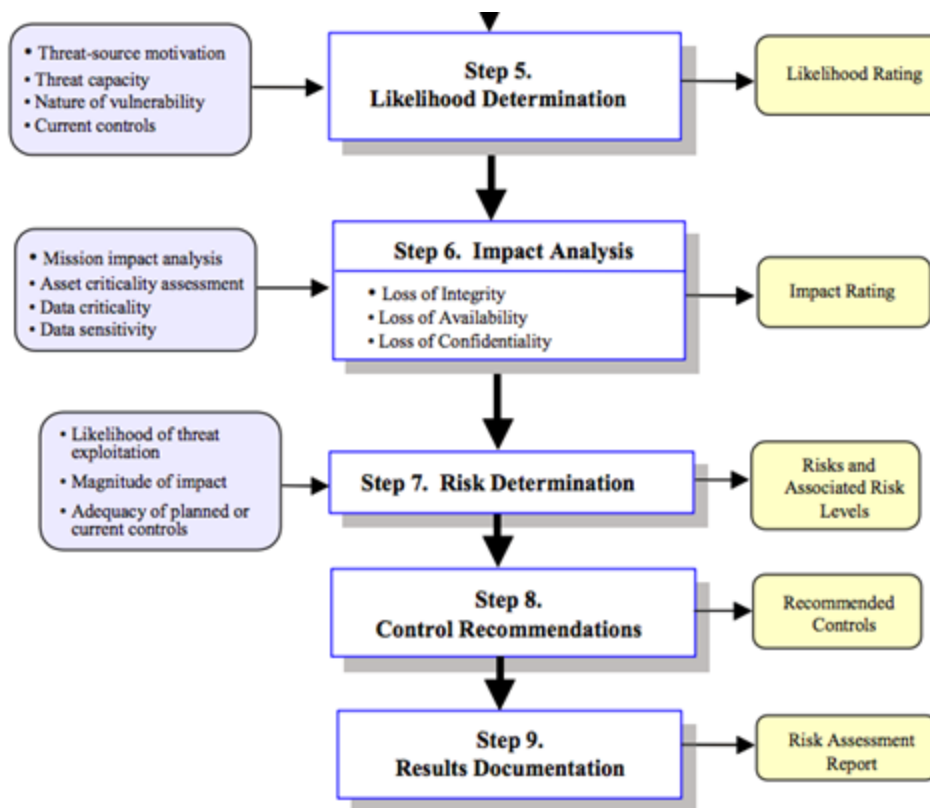 • Threat-source motivation
• Threat capacity
• Nature of vulnerability
• Current controls
Step 5.
Likelihood Determination
Likelihood Rating
• Mission impact analysis
• Asset criticality assessment
• Data criticality
• Data sensitivity
Step 6. Impact Analysis
• Loss of Integrity
• Loss of Availability
• Loss of Confidentiality
Impact Rating
• Likelihood of threat
exploitation
• Magnitude of impact
• Adequacy of planned or
current controls
Step 7. Risk Determination
Risks and
Associated Risk
Levels
Step 8.
Control Recommendations
Recommended
Controls
Step 9.
Results Documentation
Risk Assessment
Report